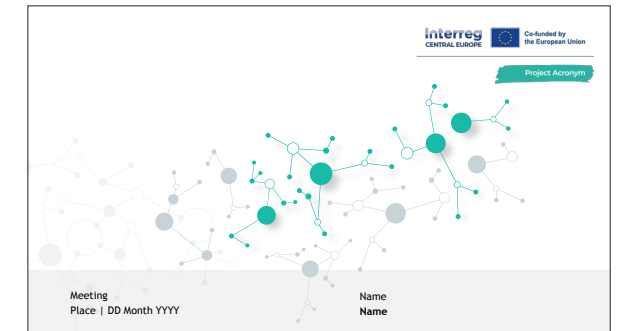 Interreg
CENTRAL EUROPE
Co-funded by
the European Union
Project Acronym
Meeting
Place | DD Month YYYY
Name
Name